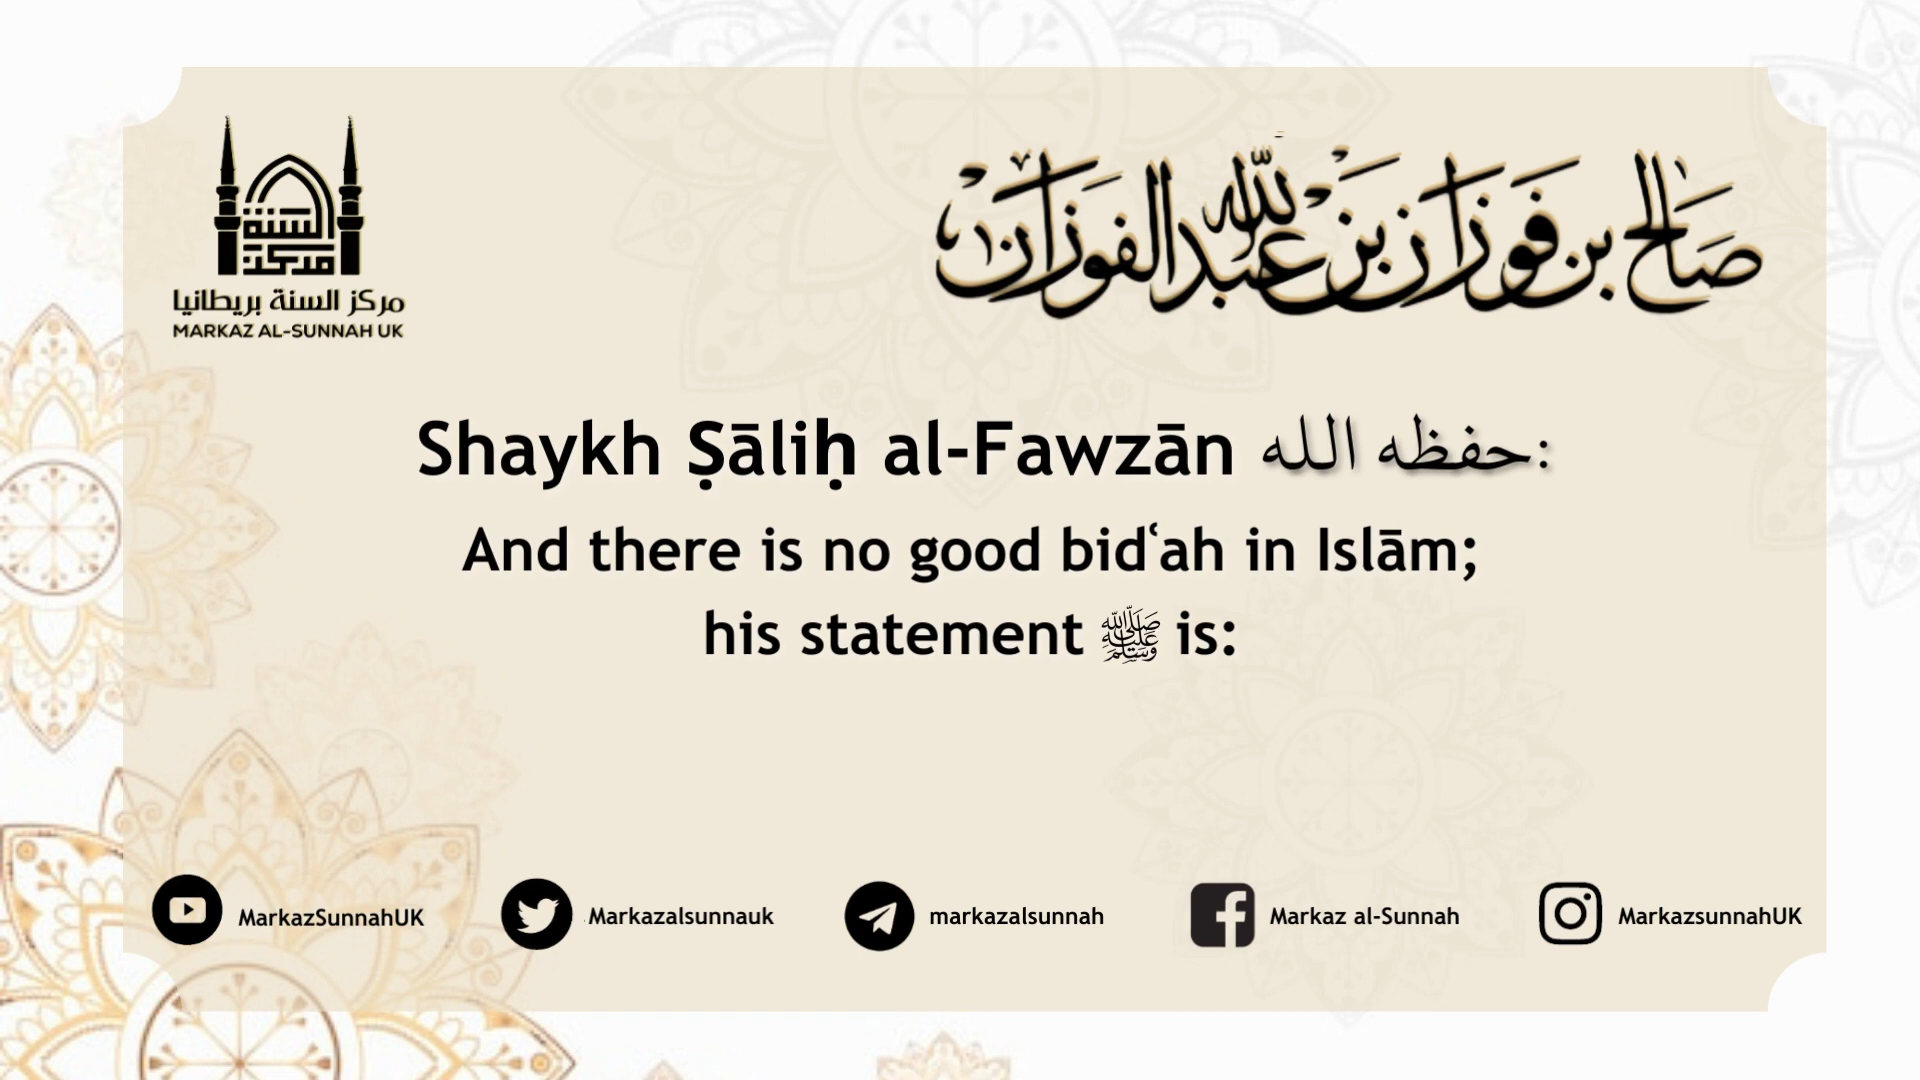 السنة
مركز
مركز السنة بريطانيا
MARKAZ AL-SUNNAH UK
صالح بن فوزان بن عبد الله الفوزان
Shaykh Ṣāliḥ al-Fawzān حفظه الله:
And there is no good bidʿah in Islām;
his statement ﷺ is:
MarkazSunnahUK
Markazalsunnauk
markazalsunnah
Markaz al-Sunnah
MarkazsunnahUK